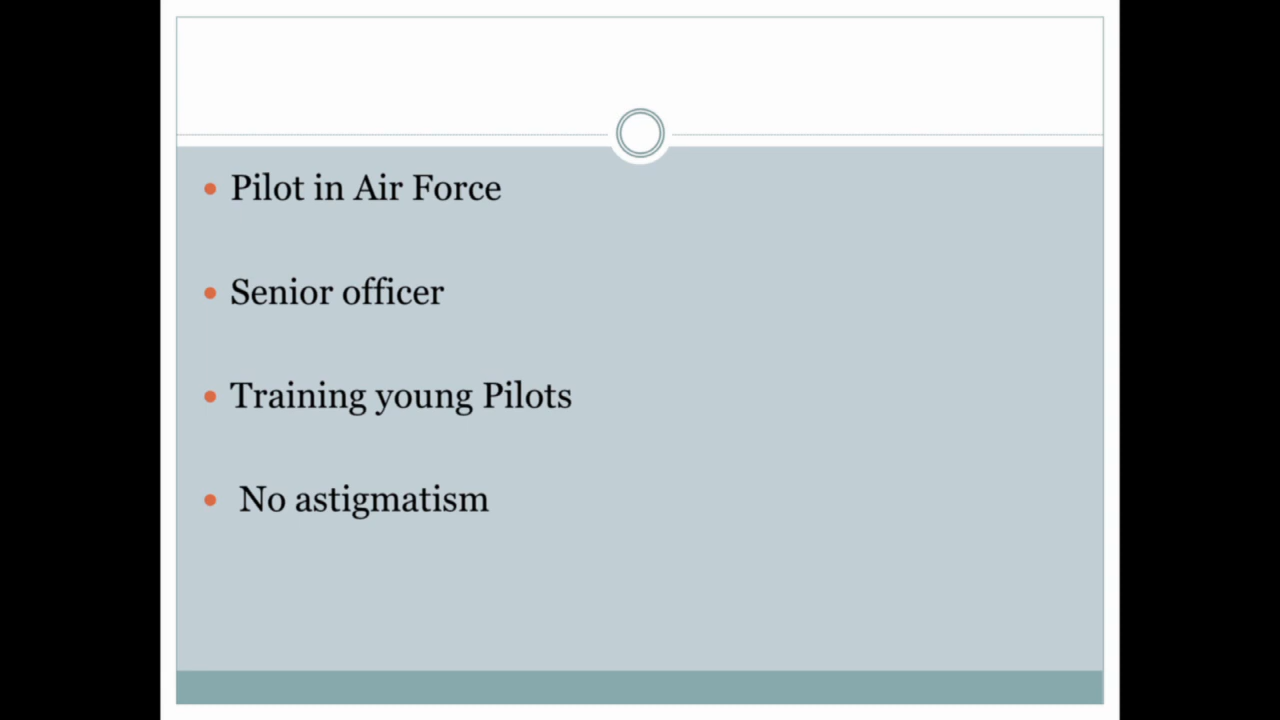 Pilot in Air Force
Senior officer
Training young Pilots
No astigmatism